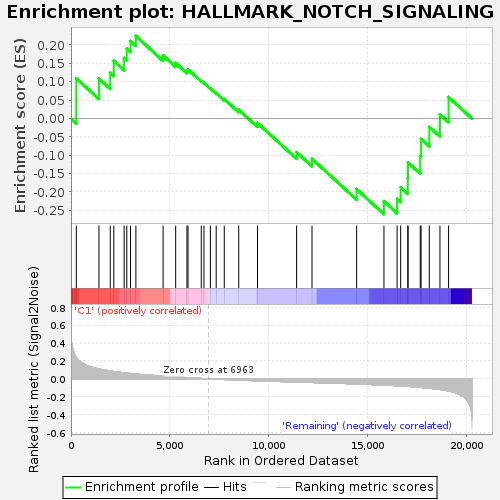 Enrichment plot: HALLMARK_NOTCH_SIGNALING
Enrichment score (ES)
0.20
0.15
0.10
0.05
0.00
-0.05
-0.10
-0.15
-0.20
-0.25
'C1' (positively correlated)
Ranked list metric (Signal2Noise)
0.8
0.6
0.4
0.2
0.0
-0.2
-0.4
-0.6
Zero cross at 6963
'Remaining' (negatively correlated)
0
5,000
10,000
15,000
20,000
Rank in Ordered Dataset
Enrichment profile
Hits
Ranking metric scores